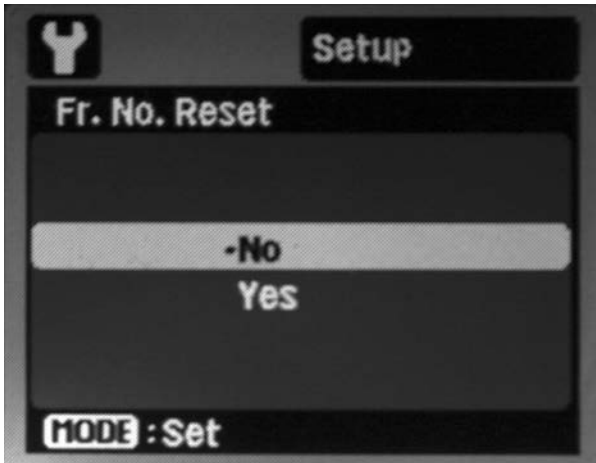 Setup
Fr. No. Reset
-No
Yes
MODE :Set